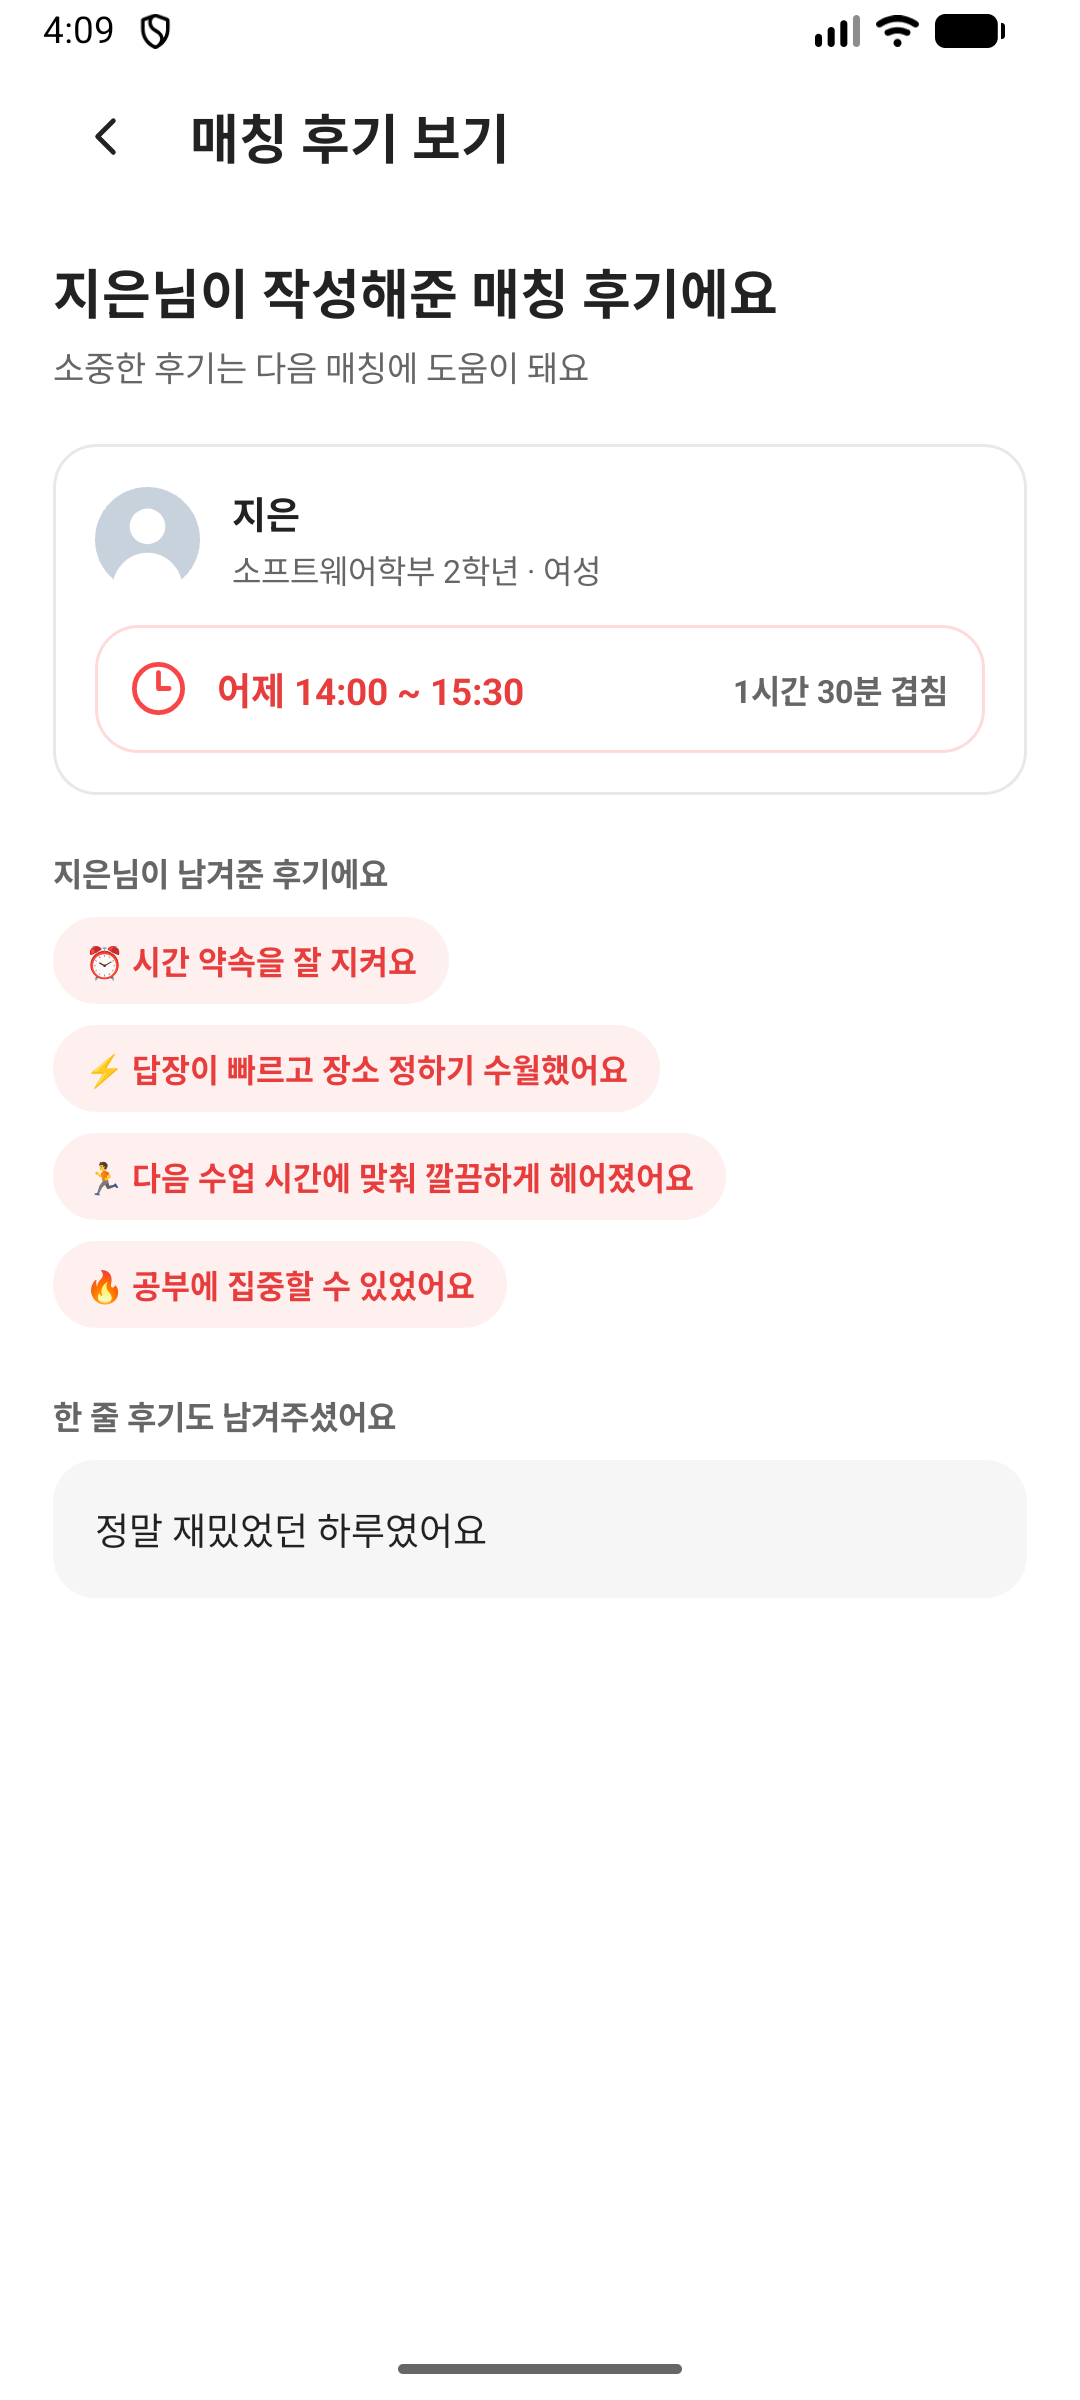 4:09
매칭 후기 보기
지은님이 작성해준 매칭 후기에요
소중한 후기는 다음 매칭에 도움이 돼요
지은
소프트웨어학부 2학년 · 여성
어제 14:00 ~ 15:30
1시간 30분 겹침
지은님이 남겨준 후기에요
⏰ 시간 약속을 잘 지켜요
⚡ 답장이 빠르고 장소 정하기 수월했어요
🏃 다음 수업 시간에 맞춰 깔끔하게 헤어졌어요
🔥 공부에 집중할 수 있었어요
한 줄 후기도 남겨주셨어요
정말 재밌었던 하루였어요